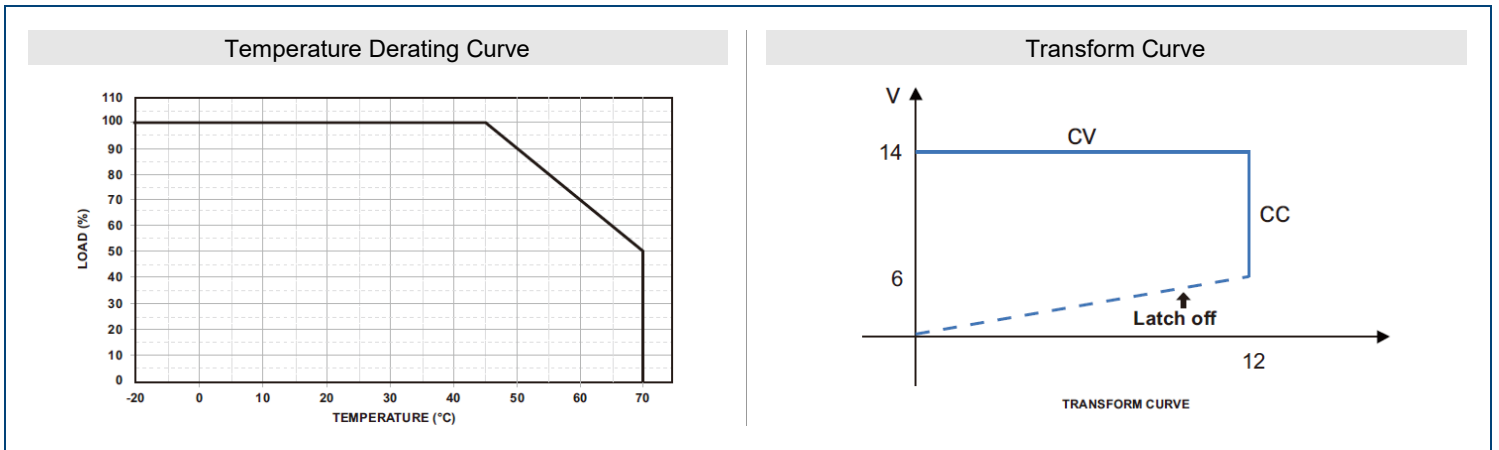 Temperature Derating Curve
110
100
90
80
70
60
50
40
30
20
10
0
LOAD (%)
-20 0 10 20 30 40 50 60 70
TEMPERATURE (°C)
Transform Curve
V
CV
14
CC
6
Latch off
12
TRANSFORM CURVE